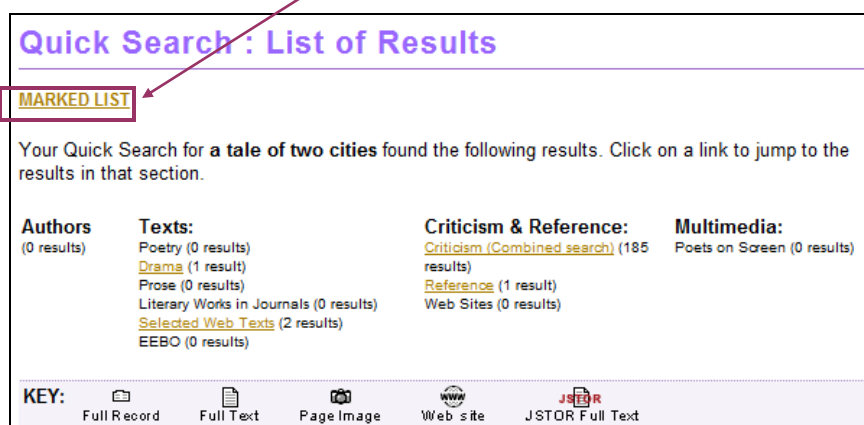 Quick Search : List of Results
MARKED LIST
Your Quick Search for a tale of two cities found the following results. Click on a link to jump to the
results in that section.
Authors
(0 results)
Texts:
Poetry (0 results)
Drama (1 result)
Prose (0 results)
Literary Works in Journals (0 results)
Selected Web Texts (2 results)
EEBO (0 results)
Criticism & Reference:
Criticism (Combined search) (185
results)
Reference (1 result)
Web Sites (0 results)
Multimedia:
Poets on Screen (0 results)
KEY:
Full Record
Full Text
Page Image
WWW
Web site
JSTOR
JSTOR Full Text